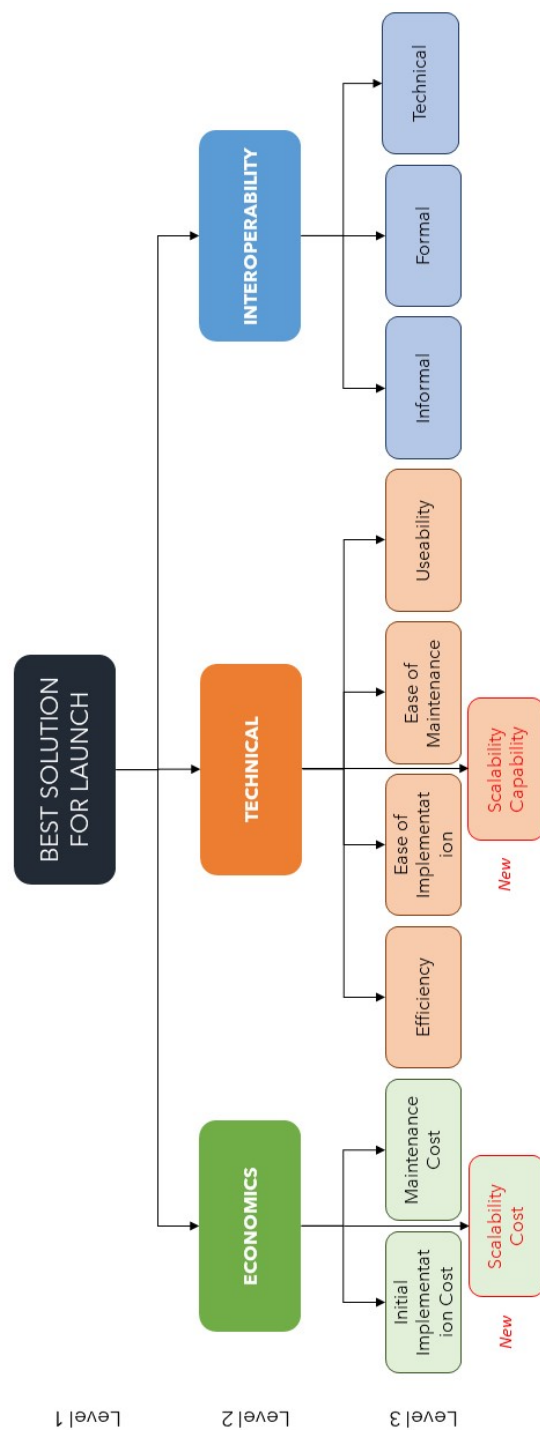 BEST SOLUTION
FOR LAUNCH
ECONOMICS
TECHNICAL
INTEROPERABILITY
Initial
Implementat
ion Cost
Maintenance
Cost
Efficiency
Ease of
Implementat
ion
Ease of
Maintenance
Useability
Informal
Formal
Technical
New
Scalability
Cost
New
Scalability
Capability
Level 1
Level 2
Level 3